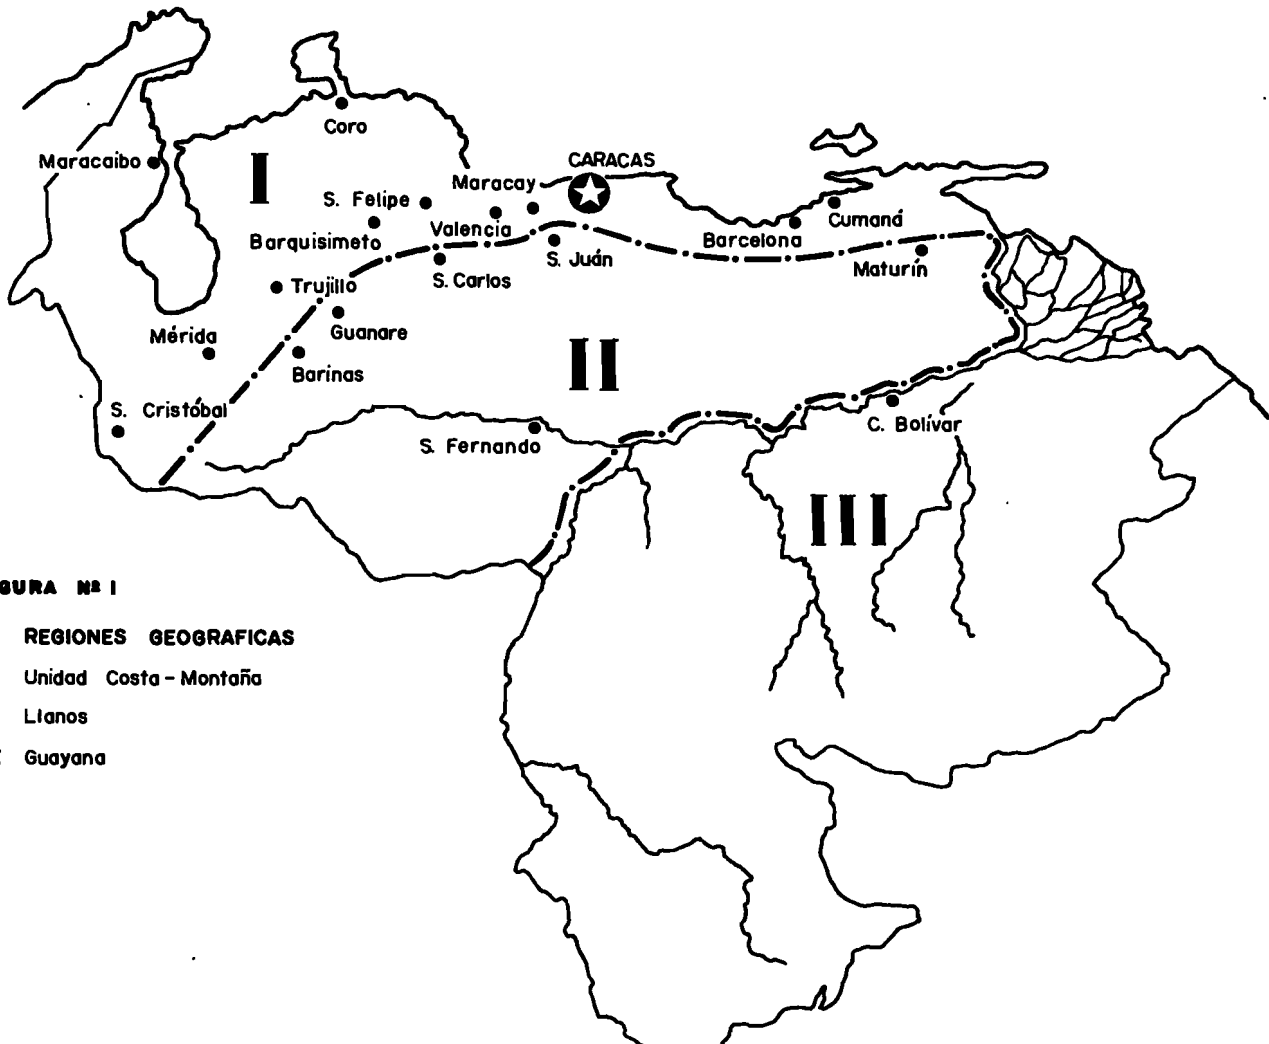 Coro
Maracaibo
I
CARACAS
Maracay
S. Felipe
Valencia
Cumaná
Barquisimeto
Barcelona
S. Juán
Maturín
S. Carlos
Trujillo
Guanare
Mérida
II
Barinas
S. Cristóbal
C. Bolívar
S. Fernando
III
GURA Nº I
REGIONES GEOGRAFICAS
Unidad Costa - Montaña
Llanos
Guayana